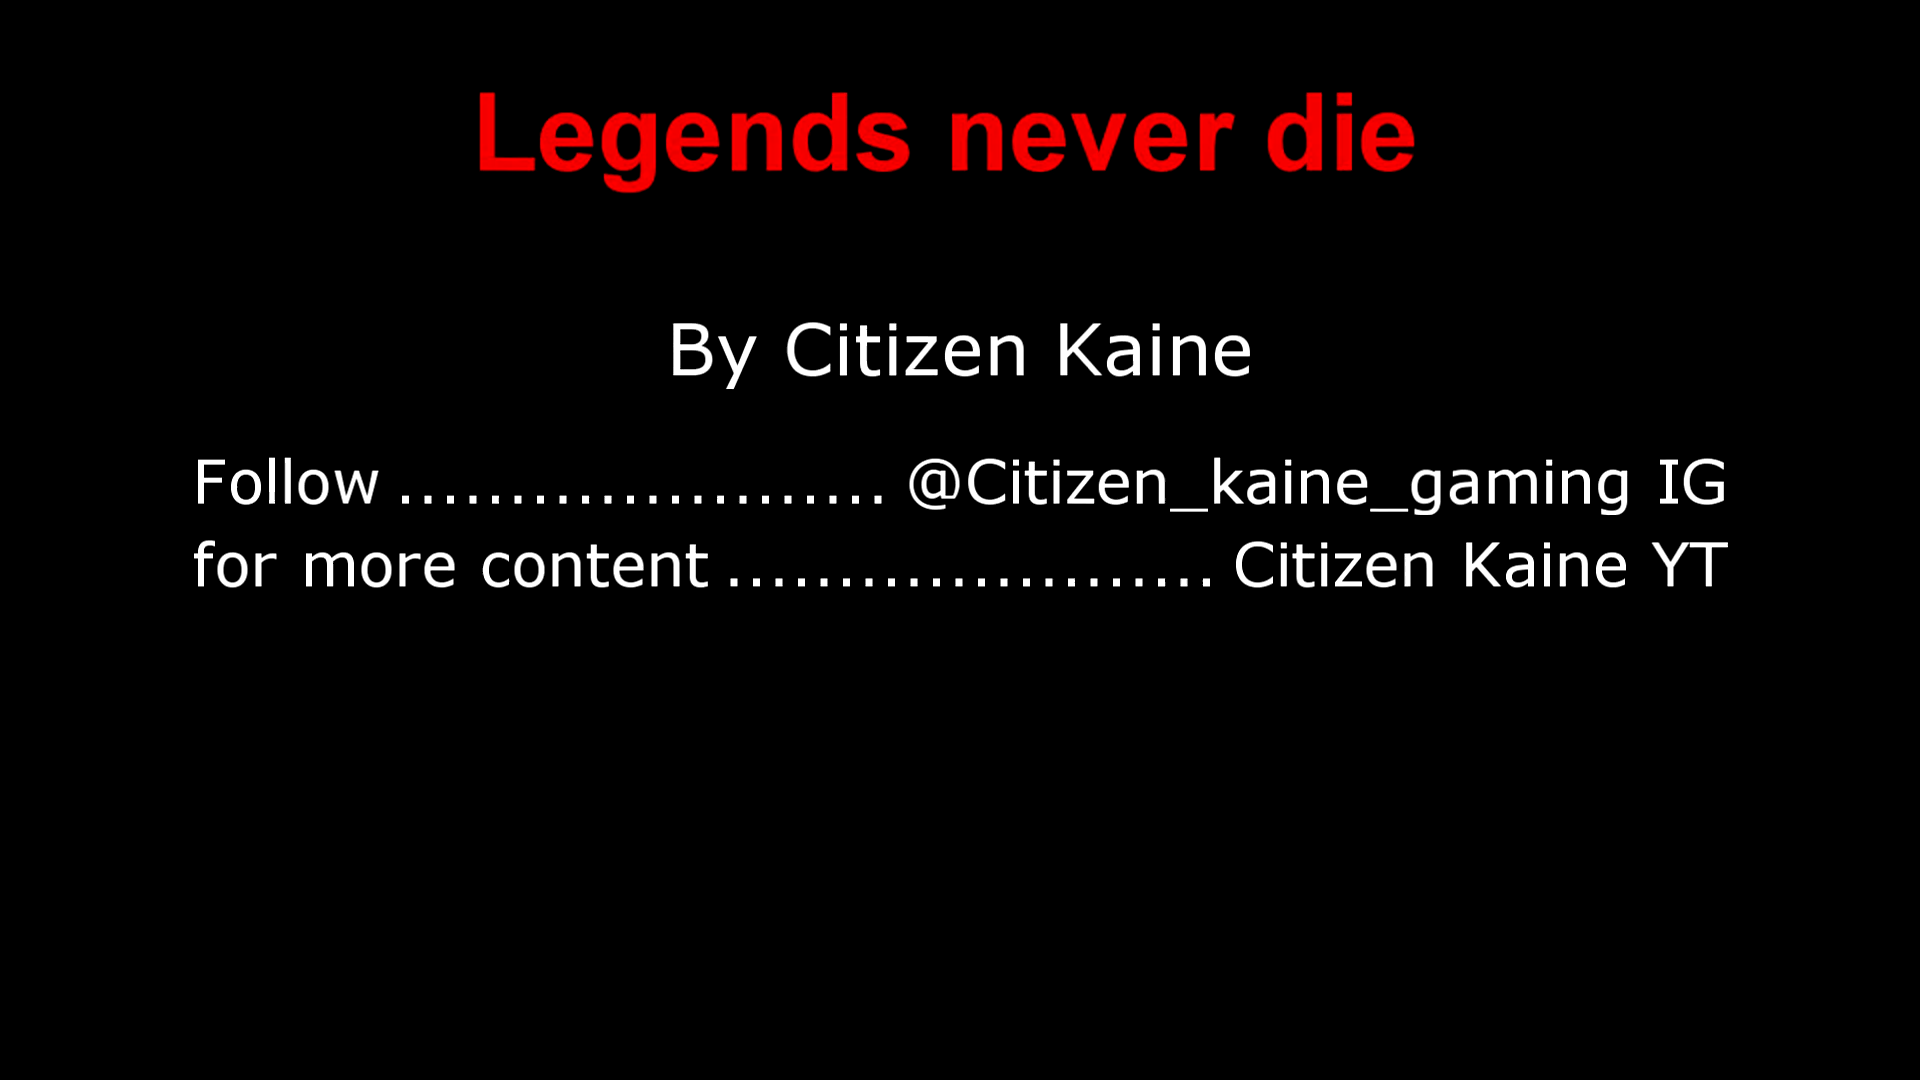 Legends never die
By Citizen Kaine
Follow ...................... @Citizen_kaine_gaming IG
for more content ...................... Citizen Kaine YT